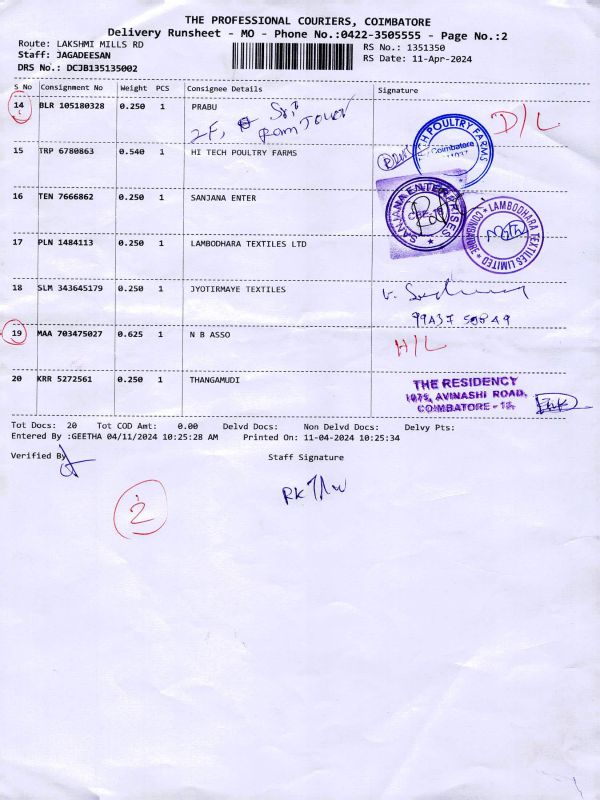 THE PROFESSIONAL COURIERS, COIMBATORE
Delivery Runsheet - MO - Phone No.:0422-3505555 - Page No.:2
Route: LAKSHMI MILLS RD
Staff: JAGADEESAN
DRS No.: DCJB135135002
RS No.: 1351350
RS Date: 11-Apr-2024
S No Consignment No Weight PCS Consignee Details Signature
14 BLR 105180328 0.250 1 PRABU
2F,
D/L
15 TRP 6780863 0.540 1 HI TECH POULTRY FARMS
TECH POULTRY FARMS
Coimbatore
16 TEN 7666862 0.250 1 SANJANA ENTER
SANJANA ENTERPRISES
17 PLN 1484113 0.250 1 LAMBODHARA TEXTILES LTD
LAMBODHARA TEXTILES LIMITED
COIMBATORE
18 SLM 343645179 0.250 1 JYOTIRMAYE TEXTILES
19 MAA 703475027 0.625 1 N B ASSO
H/L
20 KRR 5272561 0.250 1 THANGAMUDI
THE RESIDENCY
1076, AVINASHI ROAD,
COIMBATORE - 18.
Tot Docs: 20 Tot COD Amt: 0.00 Delvd Docs: Non Delvd Docs: Delvy Pts:
Entered By :GEETHA 04/11/2024 10:25:28 AM Printed On: 11-04-2024 10:25:34
Verified By
Staff Signature
2